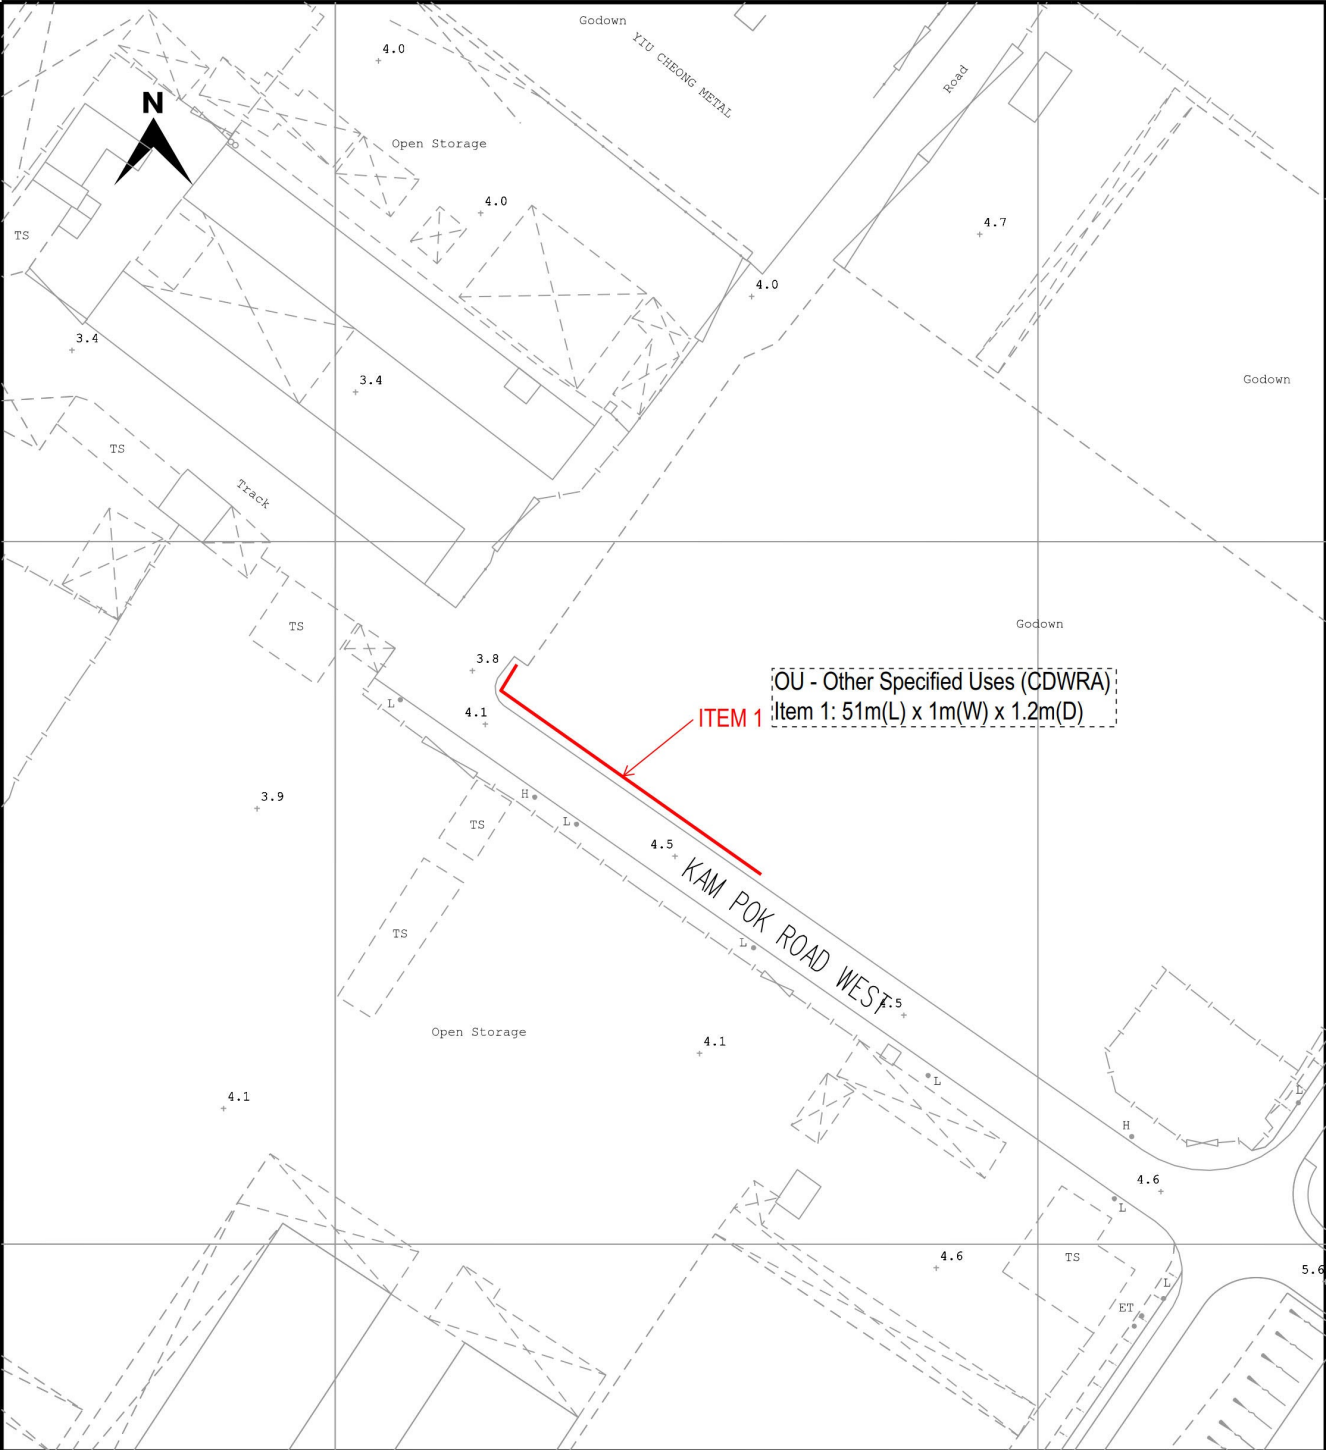 Godown
YIU CHEONG METAL
4.0
Road
N
Open Storage
4.0
4.7
TS
4.0
3.4
3.4
Godown
TS
Track
TS
Godown
3.8
OU - Other Specified Uses (CDWRA)
Item 1: 51m(L) x 1m(W) x 1.2m(D)
ITEM 1
L
4.1
H
3.9
L
TS
4.5
KAM POK ROAD WEST
TS
L
4.5
Open Storage
4.1
L
4.1
L
H
4.6
L
4.6
TS
5.6
L
ET